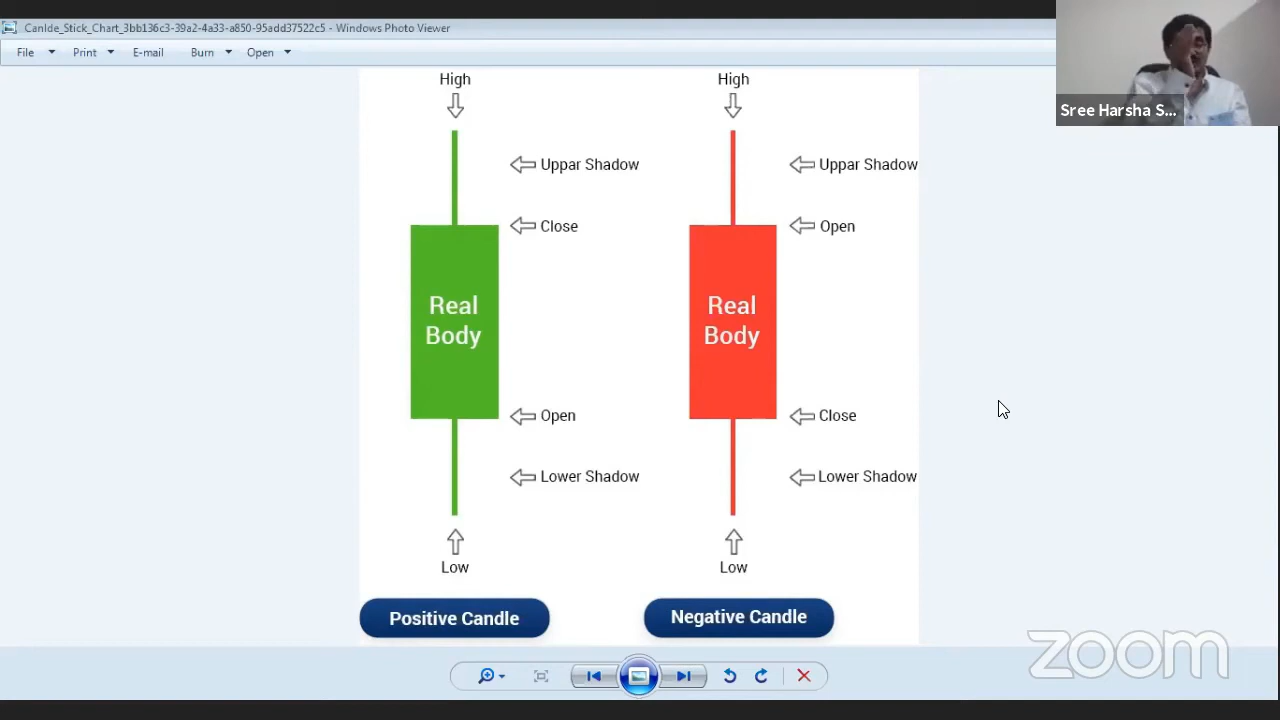 Canlde_Stick_Chart_3bb136c3-39a2-4a33-a850-95add37522c5 - Windows Photo Viewer
File Print E-mail Burn Open
Sree Harsha S...
High High
Uppar Shadow Uppar Shadow
Close Open
Real Real
Body Body
Open Close
Lower Shadow Lower Shadow
Low Low
Positive Candle Negative Candle
zoom